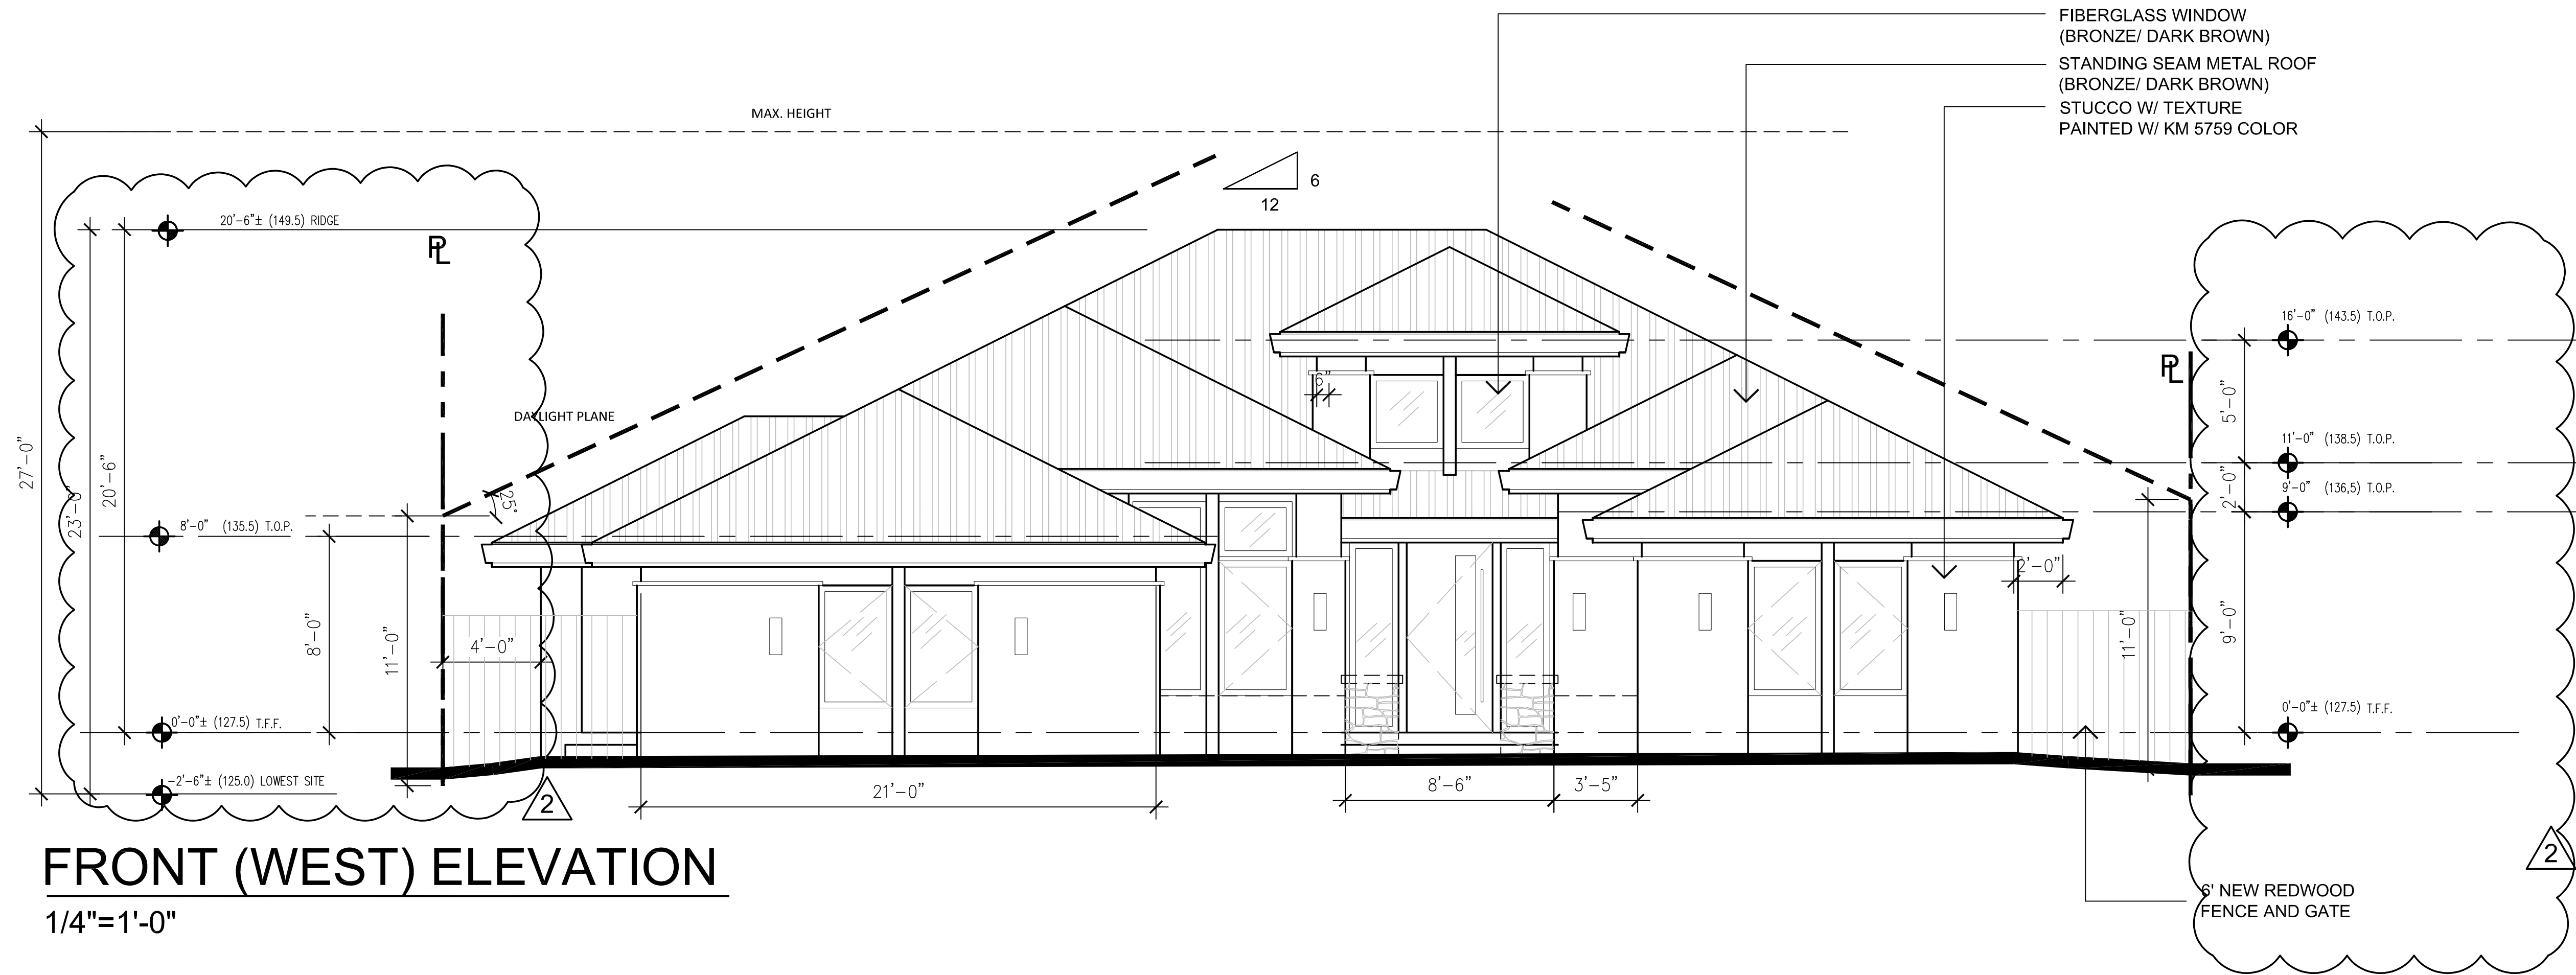 FIBERGLASS WINDOW
(BRONZE/ DARK BROWN)
STANDING SEAM METAL ROOF
(BRONZE/ DARK BROWN)
STUCCO W/ TEXTURE
PAINTED W/ KM 5759 COLOR
MAX. HEIGHT
6
12
20'-6"± (149.5) RIDGE
PL
16'-0" (143.5) T.O.P.
PL
6"
5'-0"
DAYLIGHT PLANE
11'-0" (138.5) T.O.P.
27'-0"
23'-0"
20'-6"
25°
2'-0"
9'-0" (136,5) T.O.P.
8'-0" (135.5) T.O.P.
2'-0"
8'-0"
11'-0"
4'-0"
11'-0"
9'-0"
0'-0"± (127.5) T.F.F.
0'-0"± (127.5) T.F.F.
-2'-6"± (125.0) LOWEST SITE
2
21'-0"
8'-6"
3'-5"
2
FRONT (WEST) ELEVATION
1/4"=1'-0"
6' NEW REDWOOD
FENCE AND GATE